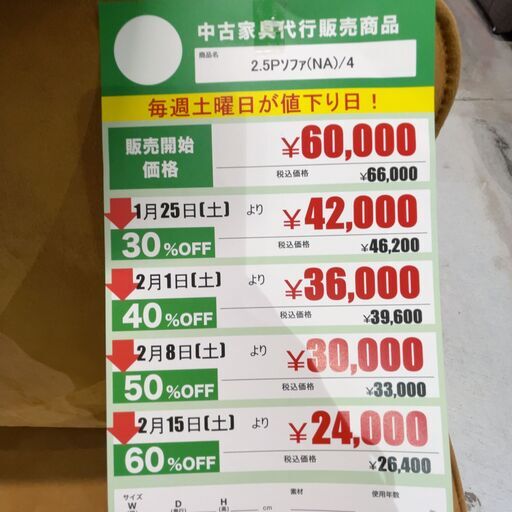 中古家具代行販売商品
商品名
2.5Pソファ(NA)/4
毎週土曜日が値下り日！
販売開始
価格
¥60,000
税込価格 ¥66,000
1月25日(土) より ¥42,000
30%OFF 税込価格 ¥46,200
2月1日(土) より ¥36,000
40%OFF 税込価格 ¥39,600
2月8日(土) より ¥30,000
50%OFF 税込価格 ¥33,000
2月15日(土) より ¥24,000
60%OFF 税込価格 ¥26,400
サイズ 素材 使用年数
W D H cm